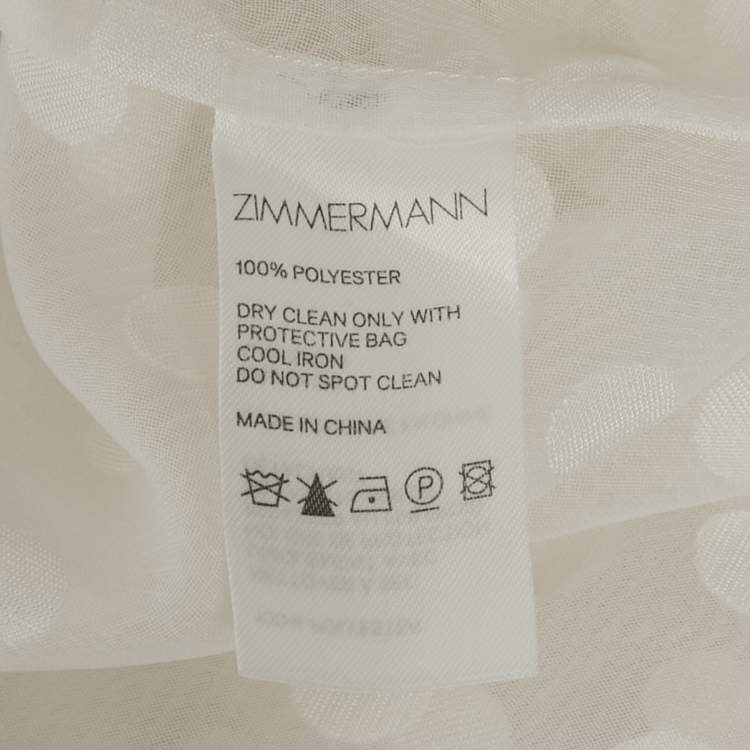 ZIMMERMANN
100% POLYESTER
DRY CLEAN ONLY WITH
PROTECTIVE BAG
COOL IRON
DO NOT SPOT CLEAN
MADE IN CHINA
P